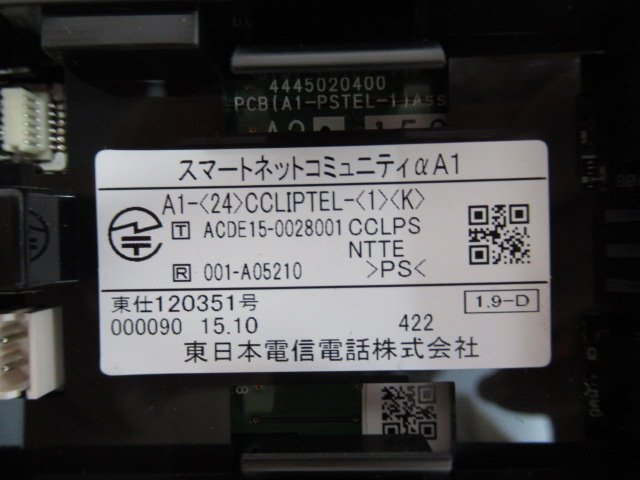 4445020400
PCB(A1-PSTEL-1)Ass
スマートネットコミュニティαA1
A1-<24>CCLIPTEL-<1><K>
T ACDE15-0028001 CCLPS
NTTE
R 001-A05210 >PS<
東仕120351号
1.9-D
000090 15.10 422
東日本電信電話株式会社